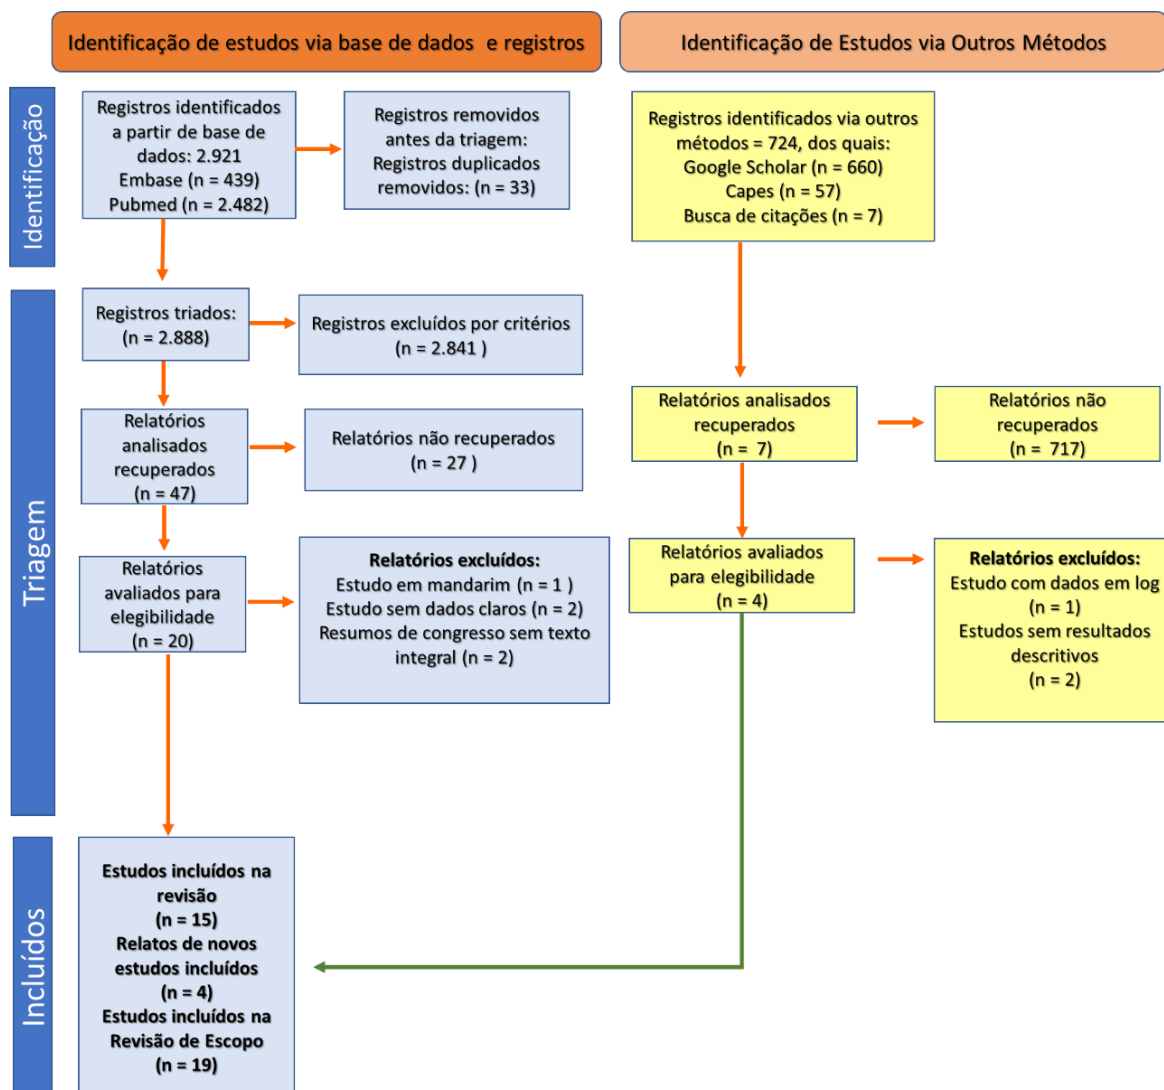 Identificação de estudos via base de dados e registros
Identificação de Estudos via Outros Métodos
Identificação
Registros identificados
a partir de base de
dados: 2.921
Embase (n = 439)
Pubmed (n = 2.482)
Registros removidos
antes da triagem:
Registros duplicados
removidos: (n = 33)
Registros identificados via outros
métodos = 724, dos quais:
Google Scholar (n = 660)
Capes (n = 57)
Busca de citações (n = 7)
Triagem
Registros triados:
(n = 2.888)
Registros excluídos por critérios
(n = 2.841 )
Relatórios
analisados
recuperados
(n = 47)
Relatórios não recuperados
(n = 27 )
Relatórios analisados
recuperados
(n = 7)
Relatórios não
recuperados
(n = 717)
Relatórios
avaliados para
elegibilidade
(n = 20)
Relatórios excluídos:
Estudo em mandarim (n = 1 )
Estudo sem dados claros (n = 2)
Resumos de congresso sem texto
integral (n = 2)
Relatórios avaliados
para elegibilidade
(n = 4)
Relatórios excluídos:
Estudo com dados em log
(n = 1)
Estudos sem resultados
descritivos
(n = 2)
Incluídos
Estudos incluídos na
revisão
(n = 15)
Relatos de novos
estudos incluídos
(n = 4)
Estudos incluídos na
Revisão de Escopo
(n = 19)